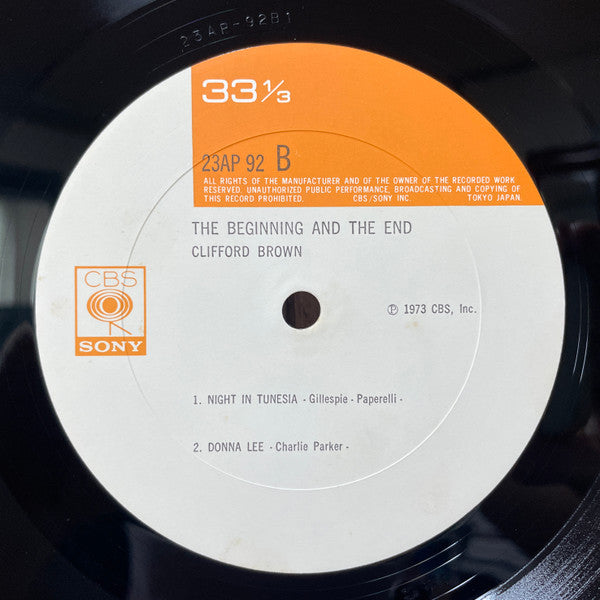 23AP-92B1
33 1/3
23AP 92 B
ALL RIGHTS OF THE MANUFACTURER AND OF THE OWNER OF THE RECORDED WORK
RESERVED. UNAUTHORIZED PUBLIC PERFORMANCE, BROADCASTING AND COPYING OF
THIS RECORD PROHIBITED. CBS/SONY INC. TOKYO JAPAN.
THE BEGINNING AND THE END
CLIFFORD BROWN
CBS
SONY
℗ 1973 CBS, Inc.
1. NIGHT IN TUNESIA - Gillespie - Paperelli -
2. DONNA LEE - Charlie Parker -